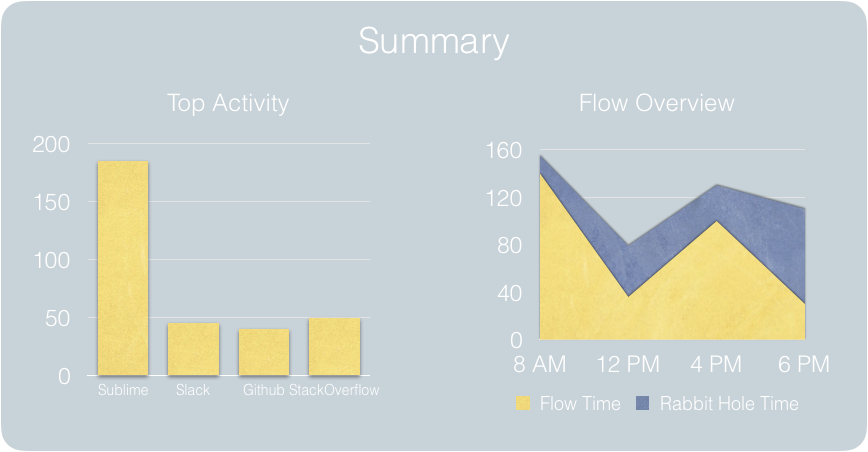 Summary
Top Activity
200
150
100
50
0
Sublime Slack Github StackOverflow
Flow Overview
160
120
80
40
0
8 AM 12 PM 4 PM 6 PM
Flow Time Rabbit Hole Time